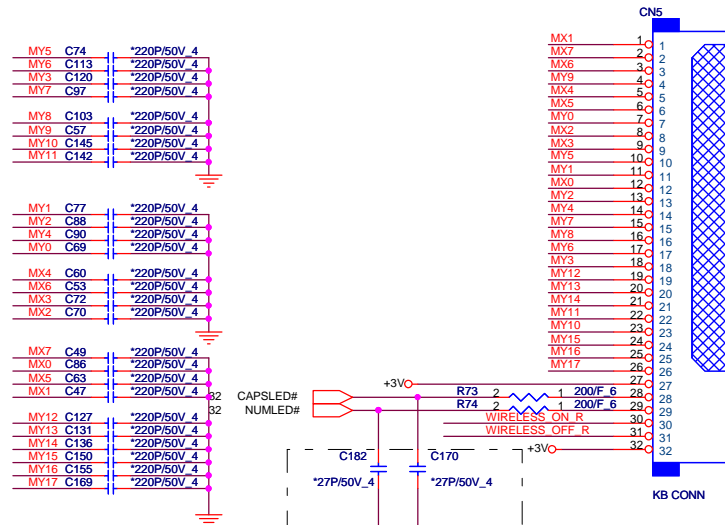 MY5 C74 *220P/50V_4
MY6 C113 *220P/50V_4
MY3 C120 *220P/50V_4
MY7 C97 *220P/50V_4
MY8 C103 *220P/50V_4
MY9 C57 *220P/50V_4
MY10 C145 *220P/50V_4
MY11 C142 *220P/50V_4
MY1 C77 *220P/50V_4
MY2 C88 *220P/50V_4
MY4 C90 *220P/50V_4
MY0 C69 *220P/50V_4
MX4 C60 *220P/50V_4
MX6 C53 *220P/50V_4
MX3 C72 *220P/50V_4
MX2 C70 *220P/50V_4
MX7 C49 *220P/50V_4
MX0 C86 *220P/50V_4
MX5 C63 *220P/50V_4
MX1 C47 *220P/50V_4
MY12 C127 *220P/50V_4
MY13 C131 *220P/50V_4
MY14 C136 *220P/50V_4
MY15 C150 *220P/50V_4
MY16 C155 *220P/50V_4
MY17 C169 *220P/50V_4
32 CAPSLED#
32 NUMLED#
CN5
MX1 1 1
MX7 2 2
MX6 3 3
MY9 4 4
MX4 5 5
MX5 6 6
MY0 7 7
MX2 8 8
MX3 9 9
MY5 10 10
MY1 11 11
MX0 12 12
MY2 13 13
MY4 14 14
MY7 15 15
MY8 16 16
MY6 17 17
MY3 18 18
MY12 19 19
MY13 20 20
MY14 21 21
MY11 22 22
MY10 23 23
MY15 24 24
MY16 25 25
MY17 26 26
+3V 27 27
R73 2 1 200/F_6 28 28
R74 2 1 200/F_6 29 29
WIRELESS_ON_R 30 30
WIRELESS_OFF_R 31 31
+3V 32 32
C182 C170
*27P/50V_4 *27P/50V_4
KB CONN